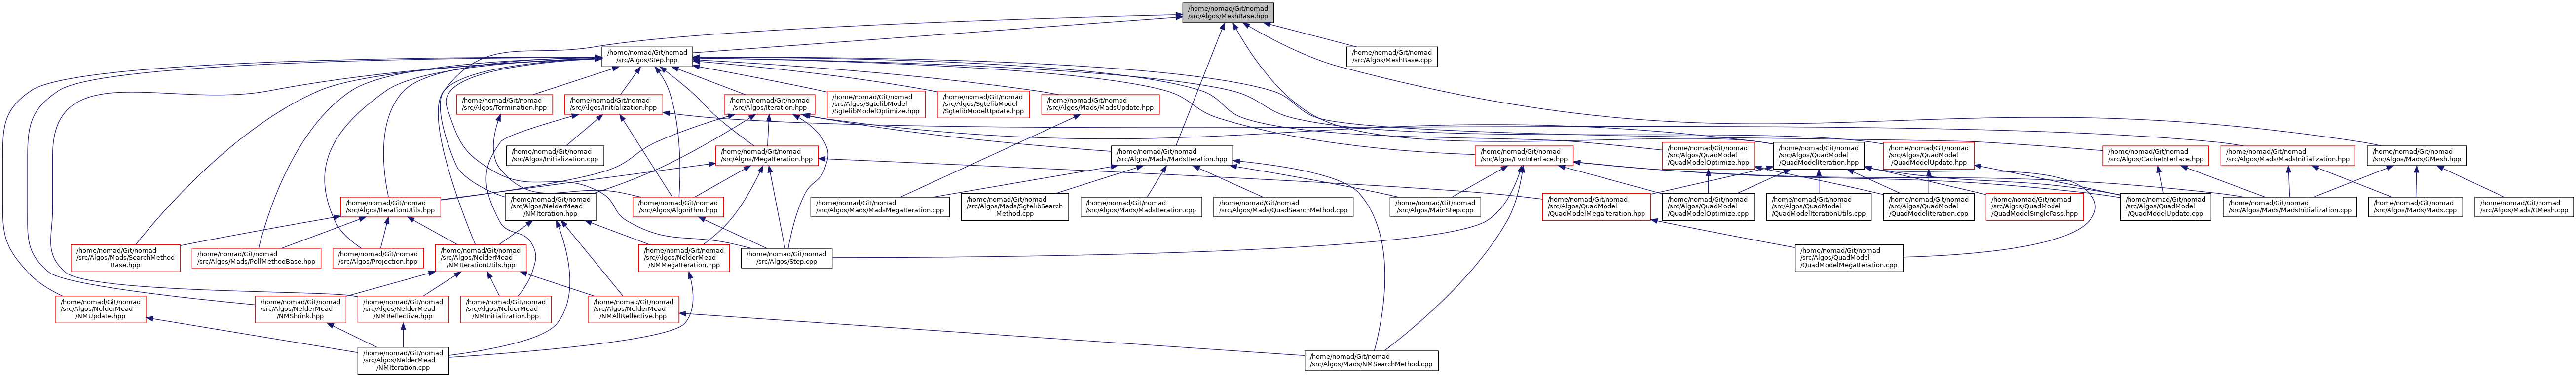 /home/nomad/Git/nomad
/src/Algos/MeshBase.hpp
/home/nomad/Git/nomad
/src/Algos/Step.hpp
/home/nomad/Git/nomad
/src/Algos/MeshBase.cpp
/home/nomad/Git/nomad
/src/Algos/Termination.hpp
/home/nomad/Git/nomad
/src/Algos/Initialization.hpp
/home/nomad/Git/nomad
/src/Algos/Iteration.hpp
/home/nomad/Git/nomad
/src/Algos/SgtelibModel
/SgtelibModelOptimize.hpp
/home/nomad/Git/nomad
/src/Algos/SgtelibModel
/SgtelibModelUpdate.hpp
/home/nomad/Git/nomad
/src/Algos/Mads/MadsUpdate.hpp
/home/nomad/Git/nomad
/src/Algos/Initialization.cpp
/home/nomad/Git/nomad
/src/Algos/MegaIteration.hpp
/home/nomad/Git/nomad
/src/Algos/Mads/MadsIteration.hpp
/home/nomad/Git/nomad
/src/Algos/EvcInterface.hpp
/home/nomad/Git/nomad
/src/Algos/QuadModel
/QuadModelOptimize.hpp
/home/nomad/Git/nomad
/src/Algos/QuadModel
/QuadModelIteration.hpp
/home/nomad/Git/nomad
/src/Algos/QuadModel
/QuadModelUpdate.hpp
/home/nomad/Git/nomad
/src/Algos/CacheInterface.hpp
/home/nomad/Git/nomad
/src/Algos/Mads/MadsInitialization.hpp
/home/nomad/Git/nomad
/src/Algos/Mads/GMesh.hpp
/home/nomad/Git/nomad
/src/Algos/IterationUtils.hpp
/home/nomad/Git/nomad
/src/Algos/NelderMead
/NMIteration.hpp
/home/nomad/Git/nomad
/src/Algos/Algorithm.hpp
/home/nomad/Git/nomad
/src/Algos/Mads/MadsMegaIteration.cpp
/home/nomad/Git/nomad
/src/Algos/Mads/SgtelibSearch
Method.cpp
/home/nomad/Git/nomad
/src/Algos/Mads/MadsIteration.cpp
/home/nomad/Git/nomad
/src/Algos/Mads/QuadSearchMethod.cpp
/home/nomad/Git/nomad
/src/Algos/MainStep.cpp
/home/nomad/Git/nomad
/src/Algos/QuadModel
/QuadModelMegaIteration.hpp
/home/nomad/Git/nomad
/src/Algos/QuadModel
/QuadModelOptimize.cpp
/home/nomad/Git/nomad
/src/Algos/QuadModel
/QuadModelIterationUtils.cpp
/home/nomad/Git/nomad
/src/Algos/QuadModel
/QuadModelIteration.cpp
/home/nomad/Git/nomad
/src/Algos/QuadModel
/QuadModelSinglePass.hpp
/home/nomad/Git/nomad
/src/Algos/QuadModel
/QuadModelUpdate.cpp
/home/nomad/Git/nomad
/src/Algos/Mads/MadsInitialization.cpp
/home/nomad/Git/nomad
/src/Algos/Mads/Mads.cpp
/home/nomad/Git/nomad
/src/Algos/Mads/GMesh.cpp
/home/nomad/Git/nomad
/src/Algos/Mads/SearchMethod
Base.hpp
/home/nomad/Git/nomad
/src/Algos/Mads/PollMethodBase.hpp
/home/nomad/Git/nomad
/src/Algos/Projection.hpp
/home/nomad/Git/nomad
/src/Algos/NelderMead
/NMIterationUtils.hpp
/home/nomad/Git/nomad
/src/Algos/NelderMead
/NMMegaIteration.hpp
/home/nomad/Git/nomad
/src/Algos/Step.cpp
/home/nomad/Git/nomad
/src/Algos/QuadModel
/QuadModelMegaIteration.cpp
/home/nomad/Git/nomad
/src/Algos/NelderMead
/NMUpdate.hpp
/home/nomad/Git/nomad
/src/Algos/NelderMead
/NMShrink.hpp
/home/nomad/Git/nomad
/src/Algos/NelderMead
/NMReflective.hpp
/home/nomad/Git/nomad
/src/Algos/NelderMead
/NMInitialization.hpp
/home/nomad/Git/nomad
/src/Algos/NelderMead
/NMAllReflective.hpp
/home/nomad/Git/nomad
/src/Algos/NelderMead
/NMIteration.cpp
/home/nomad/Git/nomad
/src/Algos/Mads/NMSearchMethod.cpp